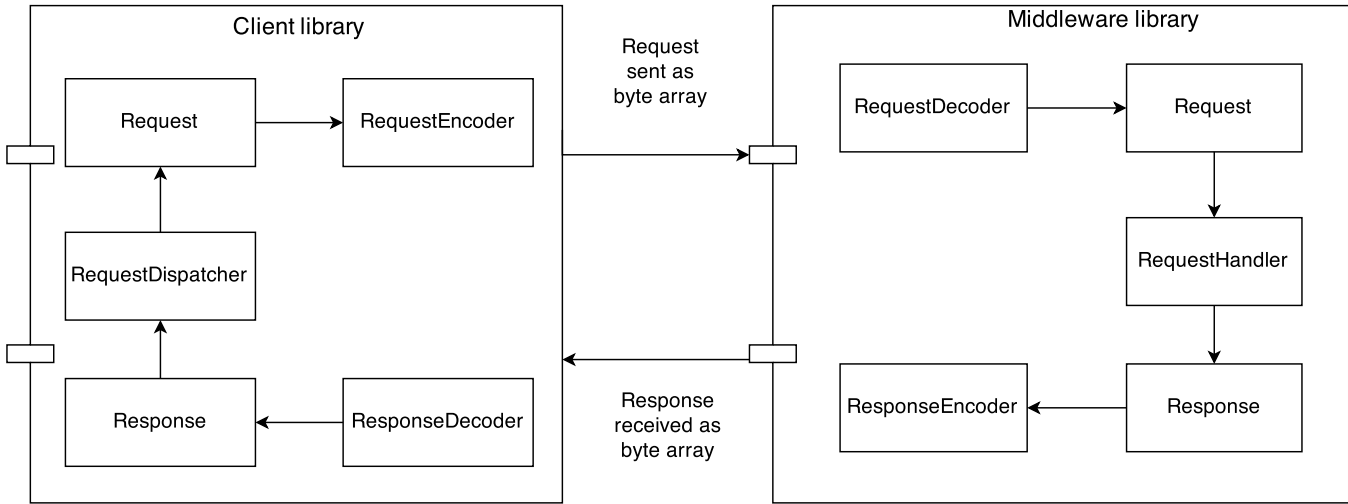 Client library
Request
RequestEncoder
RequestDispatcher
Response
ResponseDecoder
Request
sent as
byte array
Response
received as
byte array
Middleware library
RequestDecoder
Request
RequestHandler
ResponseEncoder
Response